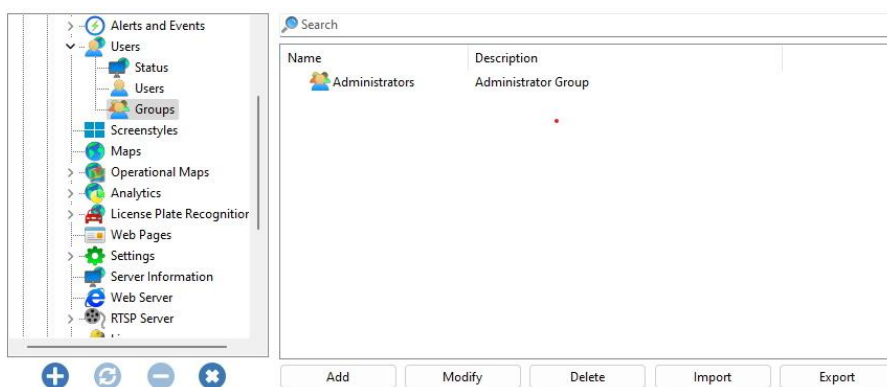 Alerts and Events
Users
Status
Users
Groups
Screenstyles
Maps
Operational Maps
Analytics
License Plate Recognition
Web Pages
Settings
Server Information
Web Server
RTSP Server
Search
Name Description
Administrators Administrator Group
Add Modify Delete Import Export